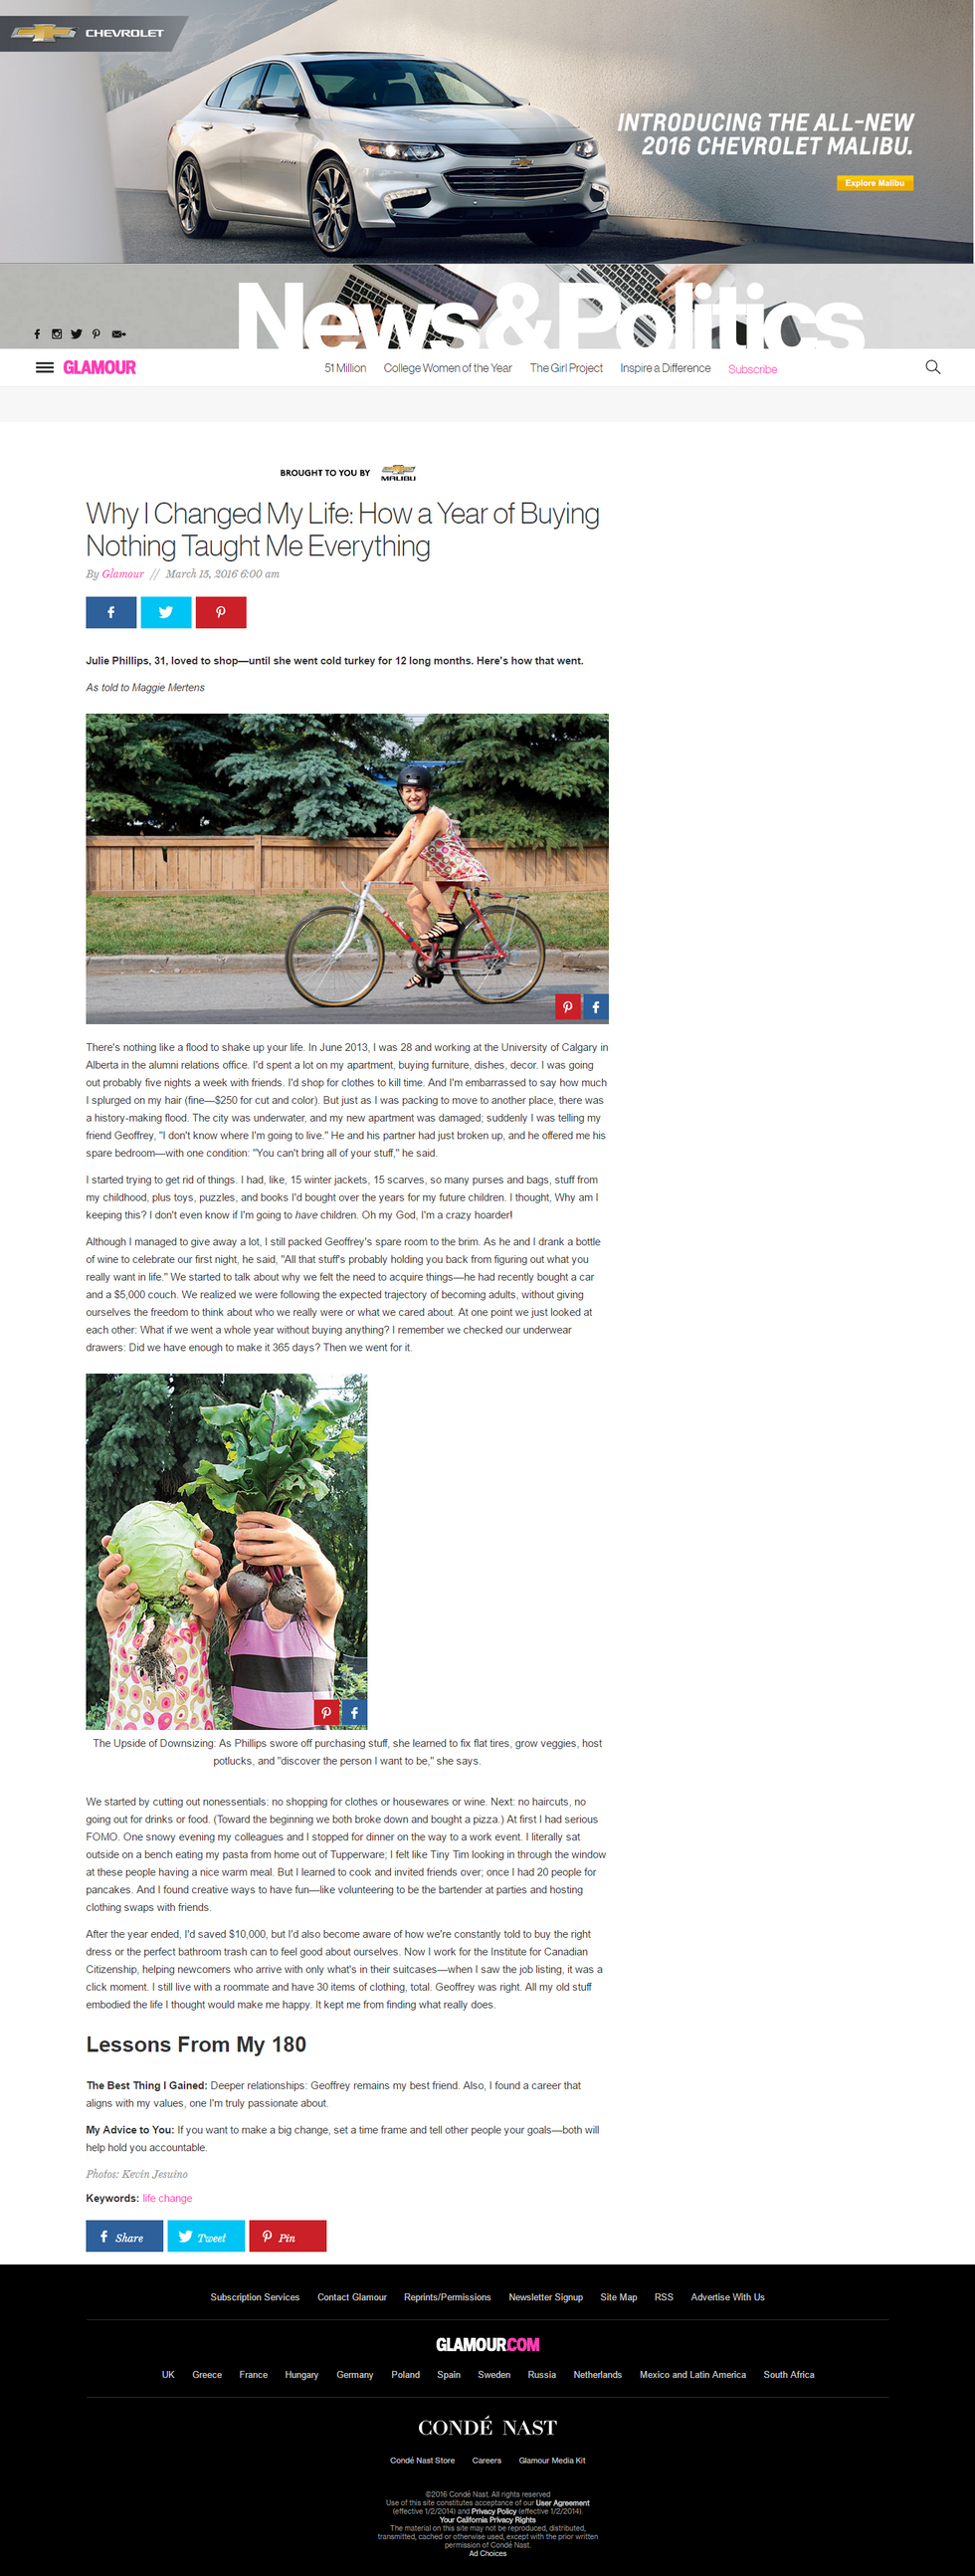 CHEVROLET
INTRODUCING THE ALL-NEW
2016 CHEVROLET MALIBU.
Explore Malibu
News & Politics
GLAMOUR
51 Million College Women of the Year The Girl Project Inspire a Difference Subscribe
BROUGHT TO YOU BY MALIBU
Why I Changed My Life: How a Year of Buying
Nothing Taught Me Everything
By Glamour // March 15, 2016 6:00 am
Julie Phillips, 31, loved to shop—until she went cold turkey for 12 long months. Here's how that went.
As told to Maggie Mertens
There's nothing like a flood to shake up your life. In June 2013, I was 28 and working at the University of Calgary in
Alberta in the alumni relations office. I'd spent a lot on my apartment, buying furniture, dishes, decor. I was going
out probably five nights a week with friends. I'd shop for clothes to kill time. And I'm embarrassed to say how much
I splurged on my hair (fine—$250 for cut and color). But just as I was packing to move to another place, there was
a history-making flood. The city was underwater, and my new apartment was damaged; suddenly I was telling my
friend Geoffrey, "I don't know where I'm going to live." He and his partner had just broken up, and he offered me his
spare bedroom—with one condition: "You can't bring all of your stuff," he said.
I started trying to get rid of things. I had, like, 15 winter jackets, 15 scarves, so many purses and bags, stuff from
my childhood, plus toys, puzzles, and books I'd bought over the years for my future children. I thought, Why am I
keeping this? I don't even know if I'm going to have children. Oh my God, I'm a crazy hoarder!
Although I managed to give away a lot, I still packed Geoffrey's spare room to the brim. As he and I drank a bottle
of wine to celebrate our first night, he said, "All that stuff's probably holding you back from figuring out what you
really want in life." We started to talk about why we felt the need to acquire things—he had recently bought a car
and a $5,000 couch. We realized we were following the expected trajectory of becoming adults, without giving
ourselves the freedom to think about who we really were or what we cared about. At one point we just looked at
each other: What if we went a whole year without buying anything? I remember we checked our underwear
drawers: Did we have enough to make it 365 days? Then we went for it.
The Upside of Downsizing: As Phillips swore off purchasing stuff, she learned to fix flat tires, grow veggies, host
potlucks, and "discover the person I want to be," she says.
We started by cutting out nonessentials: no shopping for clothes or housewares or wine. Next: no haircuts, no
going out for drinks or food. (Toward the beginning we both broke down and bought a pizza.) At first I had serious
FOMO. One snowy evening my colleagues and I stopped for dinner on the way to a work event. I literally sat
outside on a bench eating my pasta from home out of Tupperware; I felt like Tiny Tim looking in through the window
at these people having a nice warm meal. But I learned to cook and invited friends over; once I had 20 people for
pancakes. And I found creative ways to have fun—like volunteering to be the bartender at parties and hosting
clothing swaps with friends.
After the year ended, I'd saved $10,000, but I'd also become aware of how we're constantly told to buy the right
dress or the perfect bathroom trash can to feel good about ourselves. Now I work for the Institute for Canadian
Citizenship, helping newcomers who arrive with only what's in their suitcases—when I saw the job listing, it was a
click moment. I still live with a roommate and have 30 items of clothing, total. Geoffrey was right. All my old stuff
embodied the life I thought would make me happy. It kept me from finding what really does.
Lessons From My 180
The Best Thing I Gained: Deeper relationships: Geoffrey remains my best friend. Also, I found a career that
aligns with my values, one I'm truly passionate about.
My Advice to You: If you want to make a big change, set a time frame and tell other people your goals—both will
help hold you accountable.
Photos: Kevin Jesuino
Keywords: life change
Share Tweet Pin
Subscription Services Contact Glamour Reprints/Permissions Newsletter Signup Site Map RSS Advertise With Us
GLAMOUR.COM
UK Greece France Hungary Germany Poland Spain Sweden Russia Netherlands Mexico and Latin America South Africa
CONDÉ NAST
Condé Nast Store Careers Glamour Media Kit
©2016 Condé Nast. All rights reserved
Use of this site constitutes acceptance of our User Agreement
(effective 1/2/2014) and Privacy Policy (effective 1/2/2014).
Your California Privacy Rights
The material on this site may not be reproduced, distributed,
transmitted, cached or otherwise used, except with the prior written
permission of Condé Nast.
Ad Choices